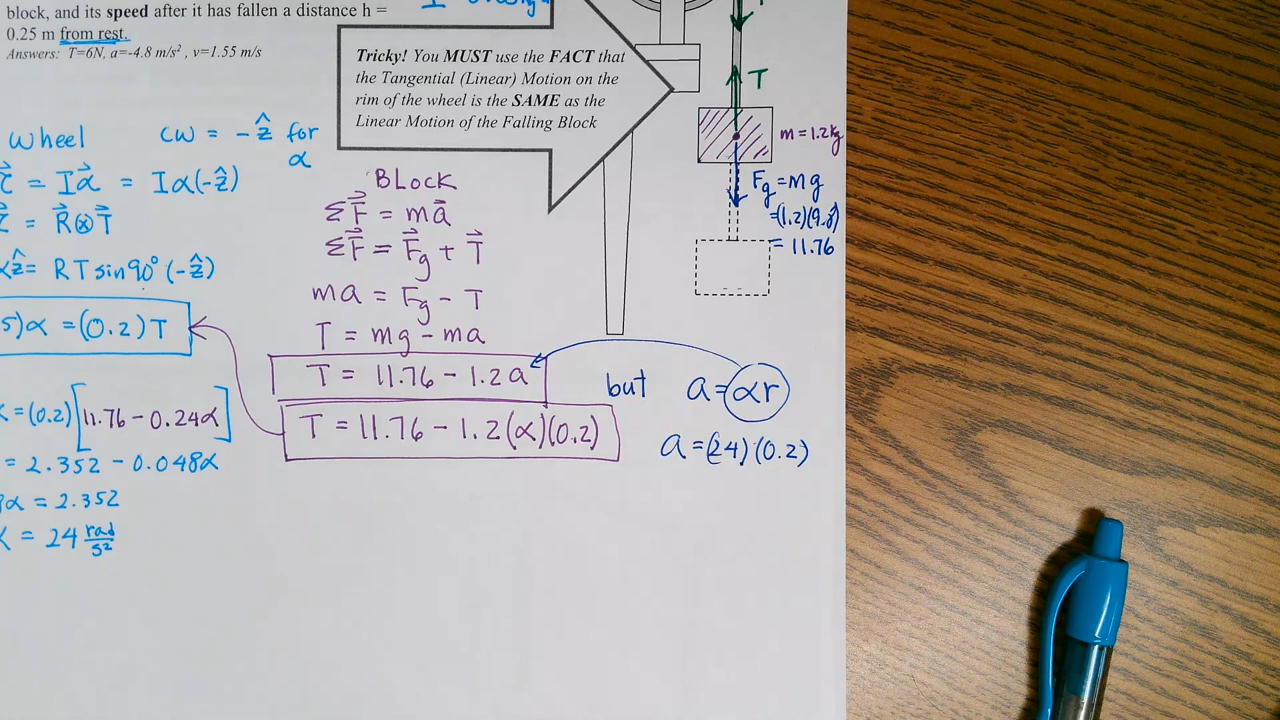 block, and its speed after it has fallen a distance h =
0.25 m from rest.
Answers: T=6N, a=-4.8 m/s², v=1.55 m/s
Tricky! You MUST use the FACT that
the Tangential (Linear) Motion on the
rim of the wheel is the SAME as the
Linear Motion of the Falling Block
T
m = 1.2kg
Fg = mg
= (1.2)(9.8)
= 11.76
Wheel CW = -ẑ for
α
= Iα⃗ = Iα(-ẑ)
= R⃗ ⊗ T⃗
ẑ = RT sin90° (-ẑ)
5)α = (0.2)T
= (0.2)[11.76 - 0.24α]
= 2.352 - 0.048α
α = 2.352
= 24 rad/s²
BLOCK
ΣF⃗ = ma⃗
ΣF⃗ = F⃗g + T⃗
ma = Fg - T
T = mg - ma
T = 11.76 - 1.2a
T = 11.76 - 1.2(α)(0.2)
but a = αr
a = (24)(0.2)